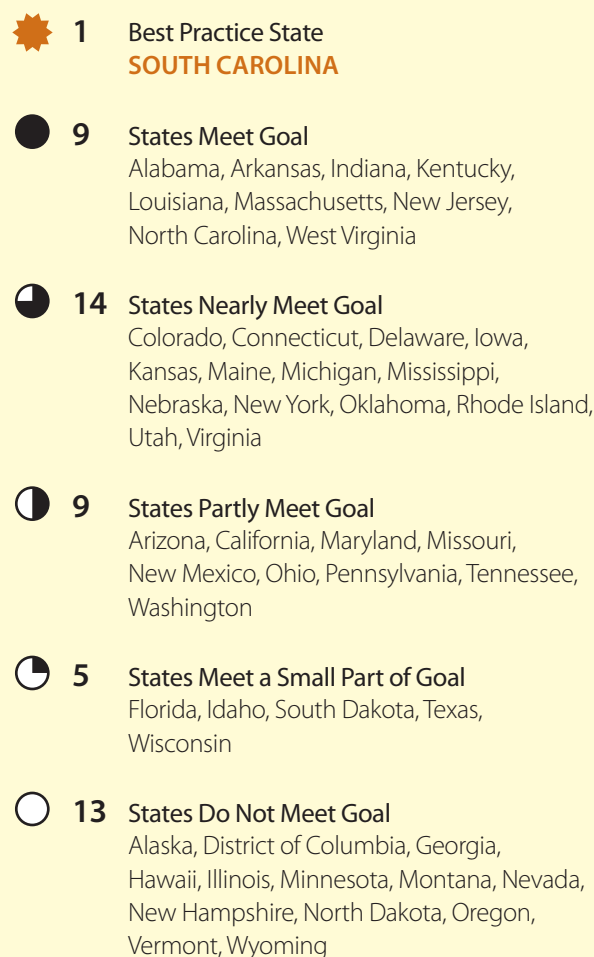 1 Best Practice State
SOUTH CAROLINA
9 States Meet Goal
Alabama, Arkansas, Indiana, Kentucky,
Louisiana, Massachusetts, New Jersey,
North Carolina, West Virginia
14 States Nearly Meet Goal
Colorado, Connecticut, Delaware, Iowa,
Kansas, Maine, Michigan, Mississippi,
Nebraska, New York, Oklahoma, Rhode Island,
Utah, Virginia
9 States Partly Meet Goal
Arizona, California, Maryland, Missouri,
New Mexico, Ohio, Pennsylvania, Tennessee,
Washington
5 States Meet a Small Part of Goal
Florida, Idaho, South Dakota, Texas,
Wisconsin
13 States Do Not Meet Goal
Alaska, District of Columbia, Georgia,
Hawaii, Illinois, Minnesota, Montana, Nevada,
New Hampshire, North Dakota, Oregon,
Vermont, Wyoming